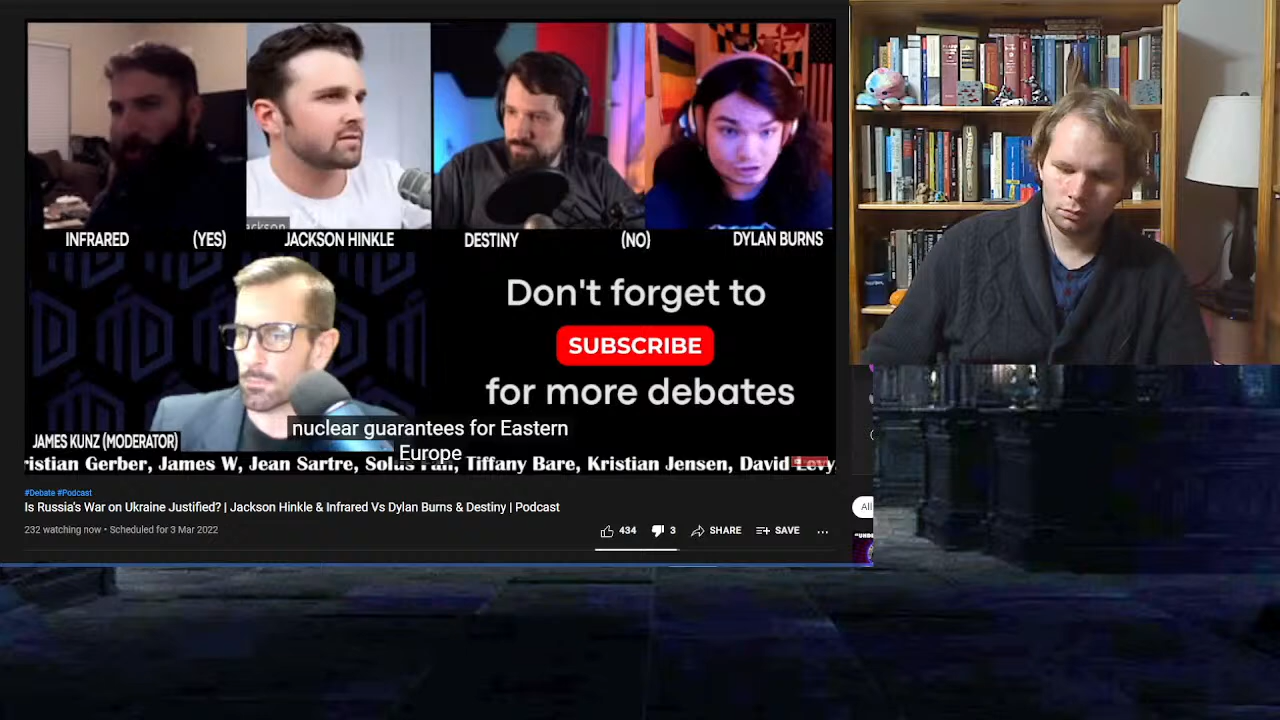 INFRARED (YES) JACKSON HINKLE DESTINY (NO) DYLAN BURNS
Don't forget to
SUBSCRIBE
for more debates
nuclear guarantees for Eastern
Europe
JAMES KUNZ (MODERATOR)
ristian Gerber, James W, Jean Sartre, Tiffany Bare, Kristian Jensen, David
#Debate #Podcast
Is Russia's War on Ukraine Justified? | Jackson Hinkle & Infrared Vs Dylan Burns & Destiny | Podcast
232 watching now • Scheduled for 3 Mar 2022
434 3 SHARE SAVE ...
All